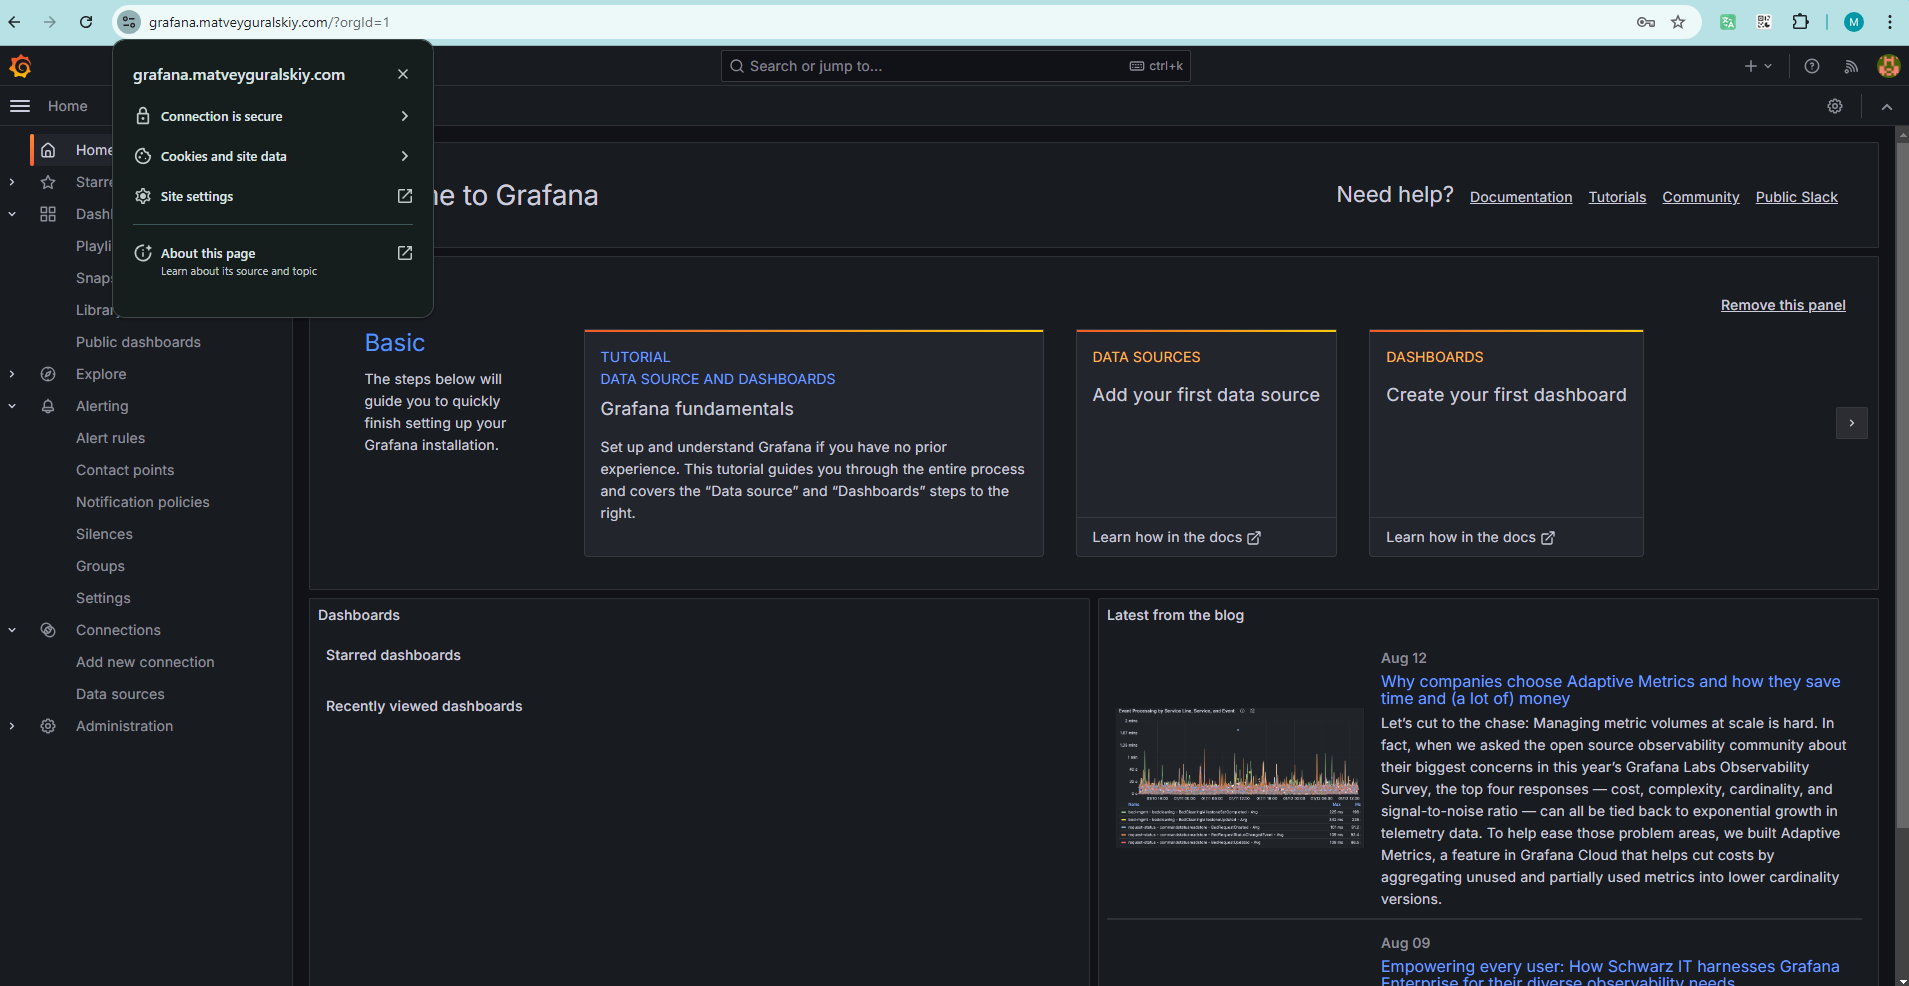 grafana.matveyguralskiy.com/?orgId=1
M
grafana.matveyguralskiy.com
Connection is secure
Cookies and site data
Site settings
About this page
Learn about its source and topic
Search or jump to...
ctrl+k
Home
Home
Starre
Dashl
Playli
Snaps
Library
Public dashboards
Explore
Alerting
Alert rules
Contact points
Notification policies
Silences
Groups
Settings
Connections
Add new connection
Data sources
Administration
ne to Grafana
Need help?
Documentation
Tutorials
Community
Public Slack
Remove this panel
Basic
The steps below will
guide you to quickly
finish setting up your
Grafana installation.
TUTORIAL
DATA SOURCE AND DASHBOARDS
Grafana fundamentals
Set up and understand Grafana if you have no prior
experience. This tutorial guides you through the entire process
and covers the “Data source” and “Dashboards” steps to the
right.
DATA SOURCES
Add your first data source
Learn how in the docs
DASHBOARDS
Create your first dashboard
Learn how in the docs
Dashboards
Starred dashboards
Recently viewed dashboards
Latest from the blog
Event Processing by Service Line, Service, and Event
Aug 12
Why companies choose Adaptive Metrics and how they save
time and (a lot of) money
Let’s cut to the chase: Managing metric volumes at scale is hard. In
fact, when we asked the open source observability community about
their biggest concerns in this year’s Grafana Labs Observability
Survey, the top four responses — cost, complexity, cardinality, and
signal-to-noise ratio — can all be tied back to exponential growth in
telemetry data. To help ease those problem areas, we built Adaptive
Metrics, a feature in Grafana Cloud that helps cut costs by
aggregating unused and partially used metrics into lower cardinality
versions.
Aug 09
Empowering every user: How Schwarz IT harnesses Grafana
Enterprise for their diverse observability needs